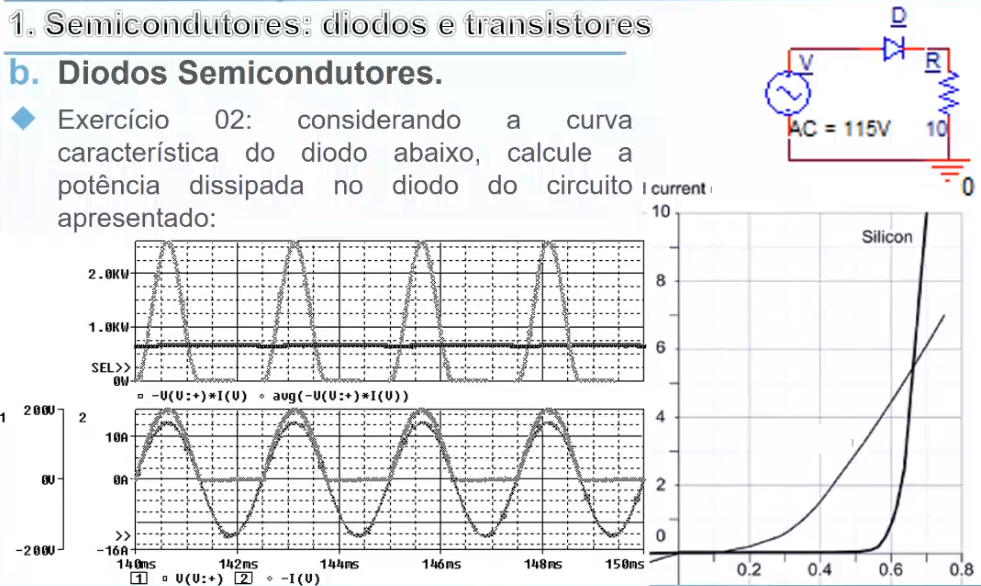 1. Semicondutores: diodos e transistores
b. Diodos Semicondutores.
Exercício 02: considerando a curva
característica do diodo abaixo, calcule a
potência dissipada no diodo do circuito
apresentado:
D
V
R
AC = 115V
10
0
current
10
Silicon
8
6
4
2
0
0.2
0.4
0.6
0.8
2.0KW
1.0KW
SEL>>
0W
-V(V:+)*I(V) avg(-V(V:+)*I(V))
1
200V
2
10A
0V
0A
>>
-200V
-16A
140ms
142ms
144ms
146ms
148ms
150ms
1 V(V:+) 2 -I(V)